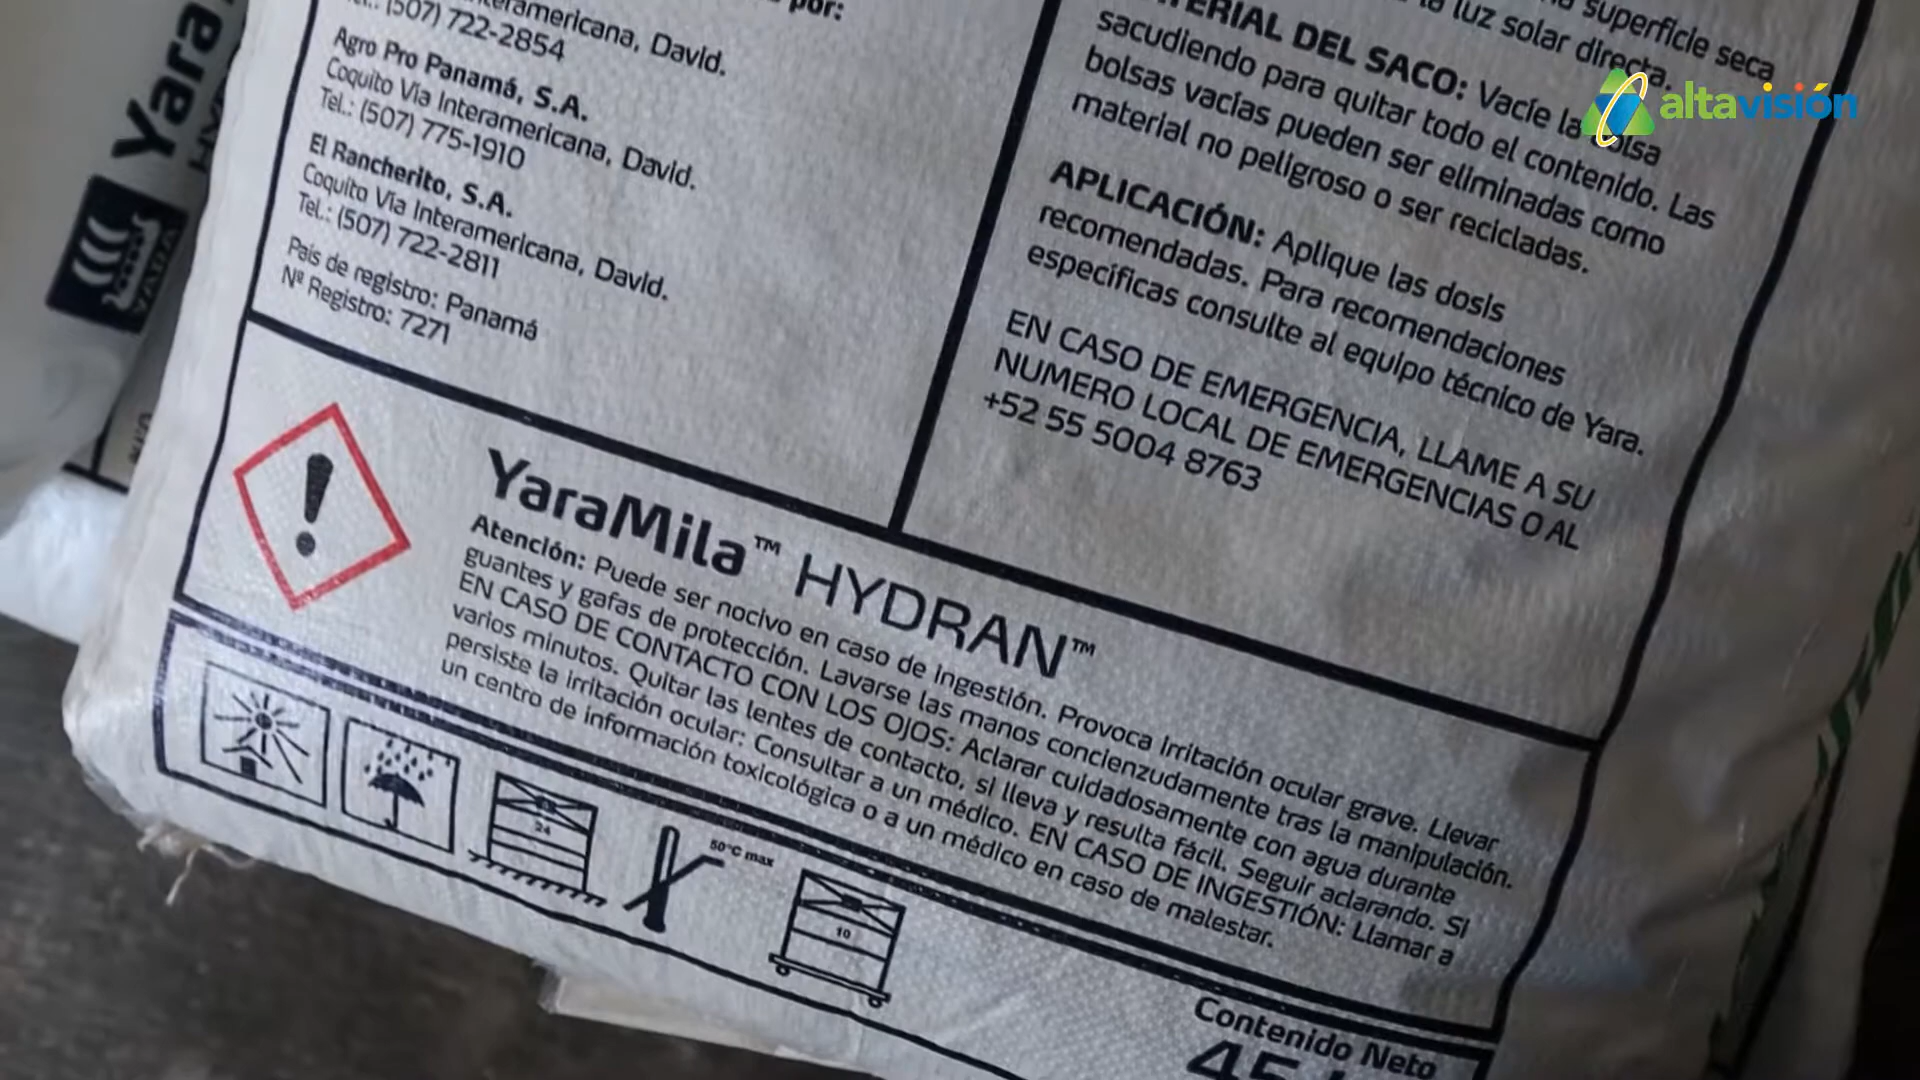 por:
Interamericana, David.
(507) 722-2854
Agro Pro Panamá, S.A.
Coquito Vía Interamericana, David.
Tel.: (507) 775-1910
El Rancherito, S.A.
Coquito Vía Interamericana, David.
Tel.: (507) 722-2811
País de registro: Panamá
Nº Registro: 7271
superficie seca
la luz solar directa.
MATERIAL DEL SACO: Vacíe la bolsa
sacudiendo para quitar todo el contenido. Las
bolsas vacías pueden ser eliminadas como
material no peligroso o ser recicladas.
APLICACIÓN: Aplique las dosis
recomendadas. Para recomendaciones
específicas consulte al equipo técnico de Yara.
EN CASO DE EMERGENCIA, LLAME A SU
NUMERO LOCAL DE EMERGENCIAS O AL
+52 55 5004 8763
YaraMila™ HYDRAN™
Atención: Puede ser nocivo en caso de ingestión. Provoca irritación ocular grave. Llevar
guantes y gafas de protección. Lavarse las manos concienzudamente tras la manipulación.
EN CASO DE CONTACTO CON LOS OJOS: Aclarar cuidadosamente con agua durante
varios minutos. Quitar las lentes de contacto, si lleva y resulta fácil. Seguir aclarando. Si
persiste la irritación ocular: Consultar a un médico. EN CASO DE INGESTIÓN: Llamar a
un centro de información toxicológica o a un médico en caso de malestar.
24
50°C max
10
Contenido Neto
45
Yara
YARA
altavisión